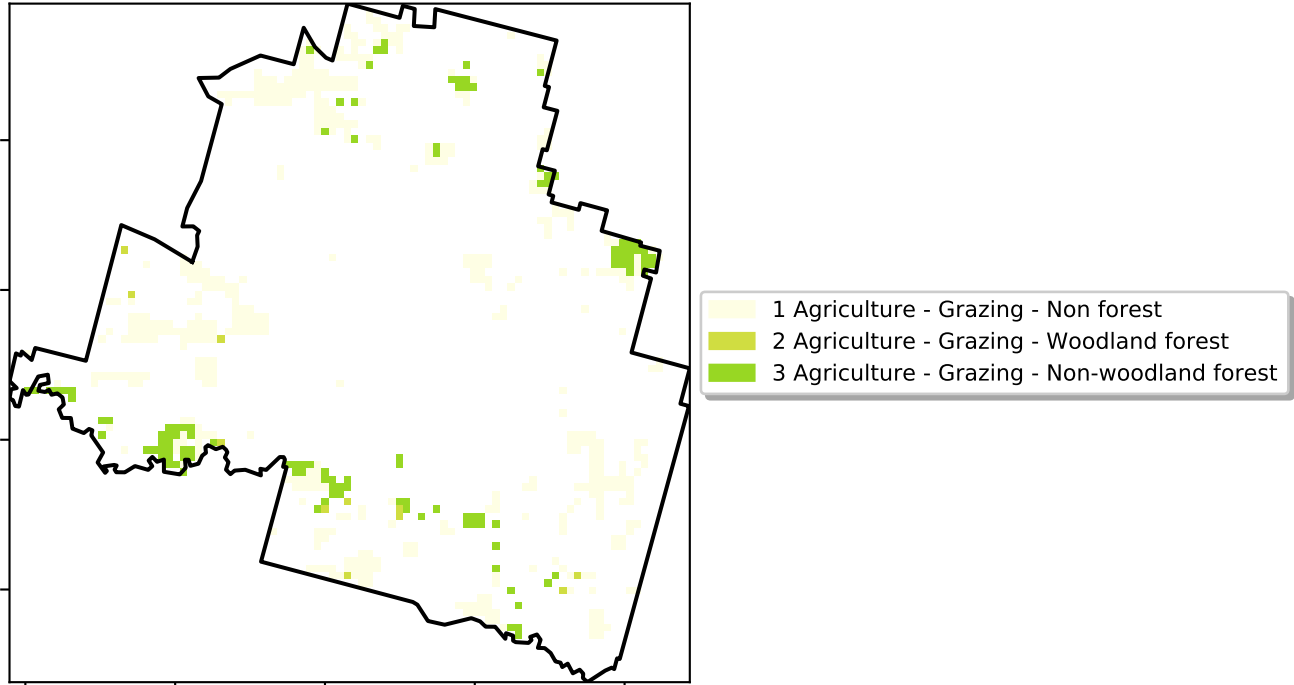 1 Agriculture - Grazing - Non forest
2 Agriculture - Grazing - Woodland forest
3 Agriculture - Grazing - Non-woodland forest